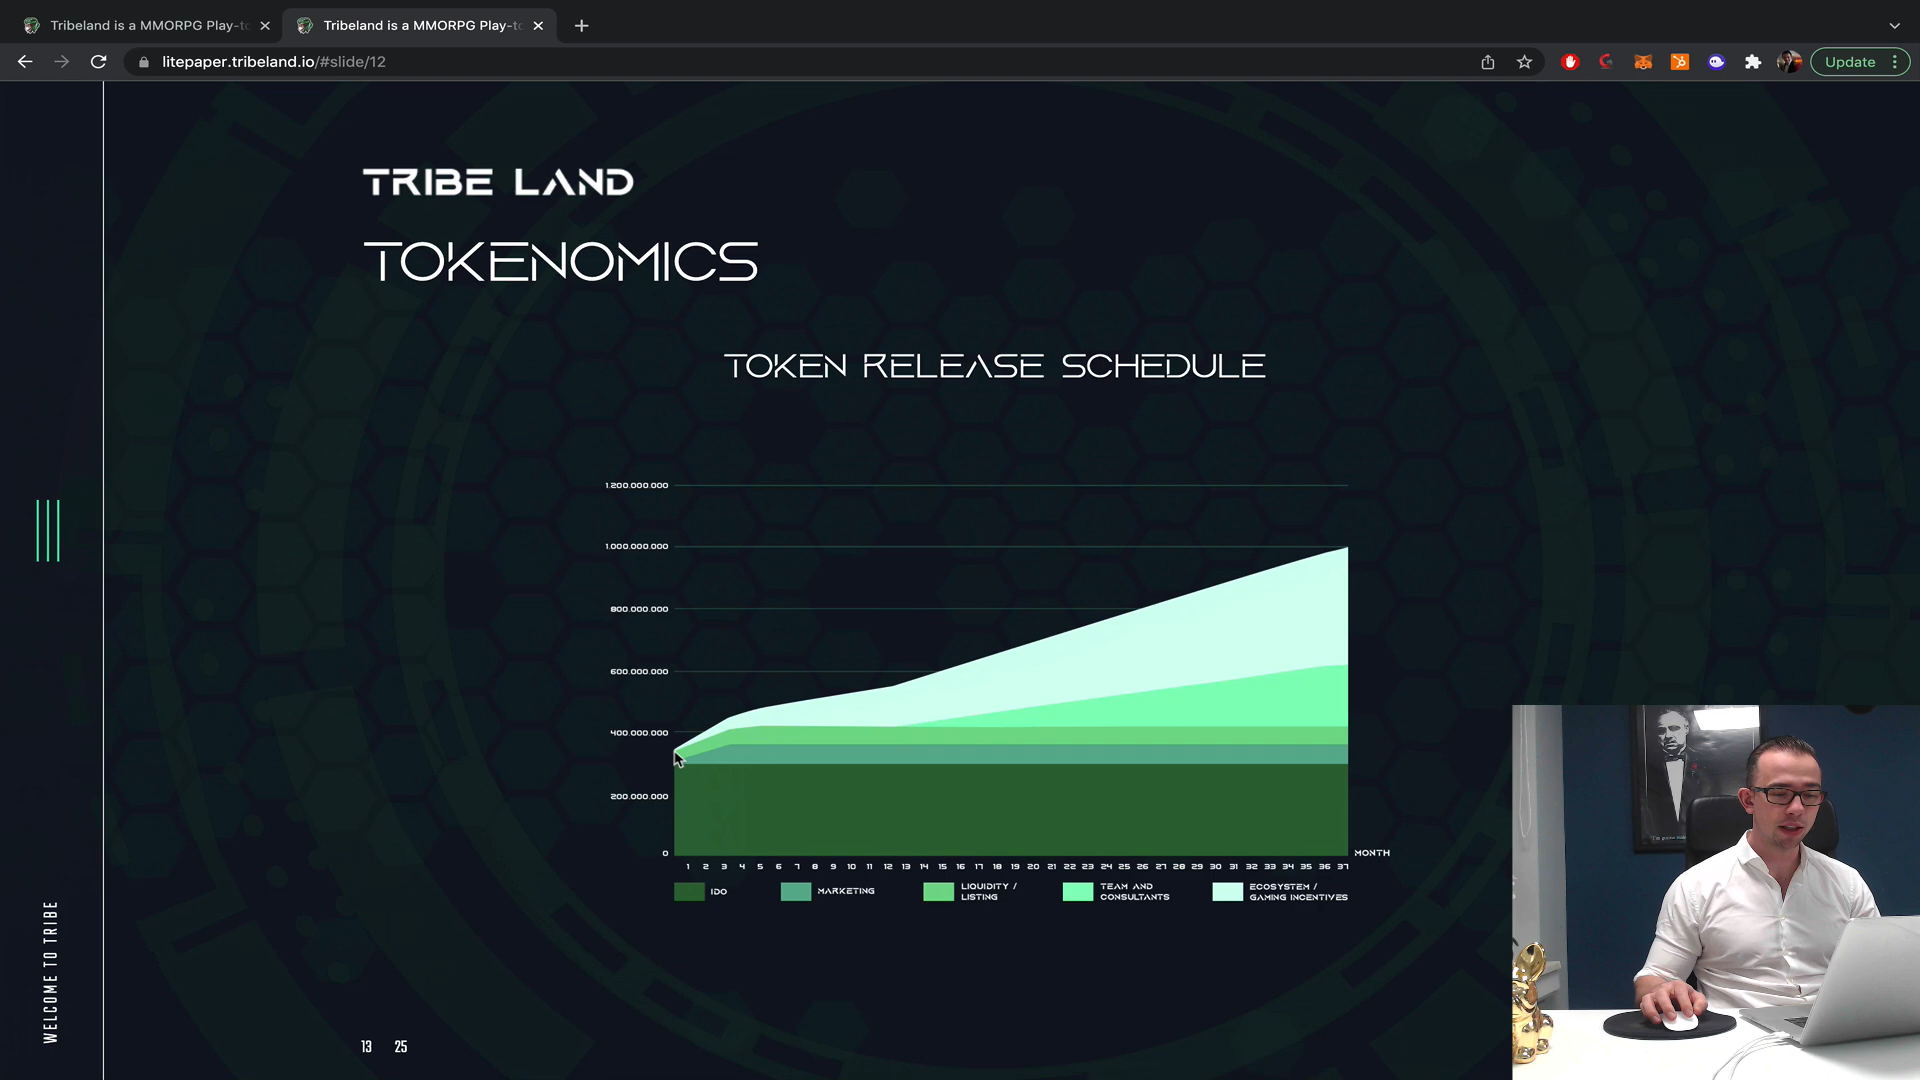 Tribeland is a MMORPG Play-to
Tribeland is a MMORPG Play-to
litepaper.tribeland.io/#slide/12
Update
TRIBE LAND
TOKENOMICS
TOKEN RELEASE SCHEDULE
1.200.000.000
1.000.000.000
800.000.000
600.000.000
400.000.000
200.000.000
0
MONTH
1 2 3 4 5 6 7 8 9 10 11 12 13 14 15 16 17 18 19 20 21 22 23 24 25 26 27 28 29 30 31 32 33 34 35 36 37
IDO
MARKETING
LIQUIDITY /
LISTING
TEAM AND
CONSULTANTS
ECOSYSTEM /
GAMING INCENTIVES
WELCOME TO TRIBE
13 25